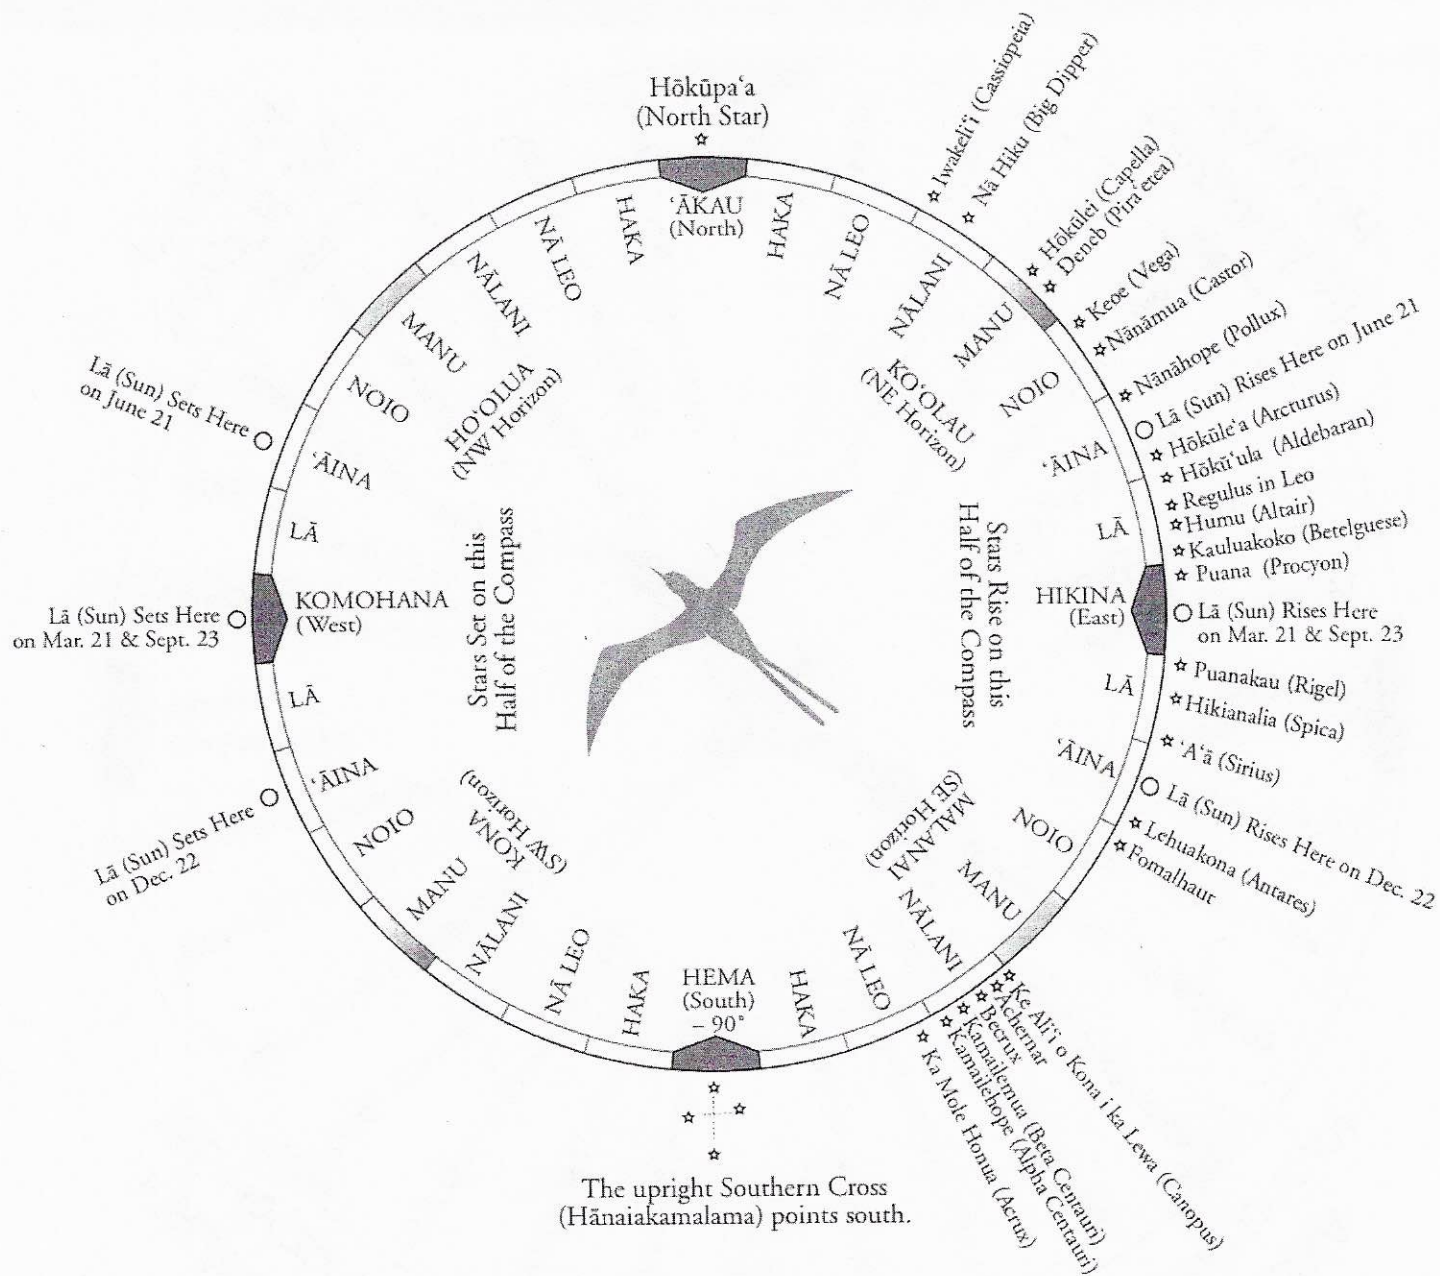 Hōkūpaʻa
(North Star)
Iwakeliʻi (Cassiopeia)
Nā Hiku (Big Dipper)
Hōkūlei (Capella)
Deneb (Piraʻetea)
Keoe (Vega)
Nānāmua (Castor)
Nānāhope (Pollux)
Lā (Sun) Rises Here on June 21
Hōkūleʻa (Arcturus)
Hōkūʻula (Aldebaran)
Regulus in Leo
Humu (Altair)
Kauluakoko (Betelguese)
Puana (Procyon)
Lā (Sun) Rises Here
on Mar. 21 & Sept. 23
Puanakau (Rigel)
Hikianalia (Spica)
ʻAʻā (Sirius)
Lā (Sun) Rises Here on Dec. 22
Lehuakona (Antares)
Fomalhaut
Ke Aliʻi o Kona i ka Lewa (Canopus)
Achernar
Becrux
Kamailemua (Beta Centauri)
Kamailehope (Alpha Centauri)
Ka Mole Honua (Acrux)
The upright Southern Cross
(Hānaiakamalama) points south.
Lā (Sun) Sets Here
on Dec. 22
Lā (Sun) Sets Here
on Mar. 21 & Sept. 23
Lā (Sun) Sets Here
on June 21
ʻĀKAU
(North)
HAKA
NĀ LEO
NĀLANI
MANU
NOIO
ʻĀINA
LĀ
HIKINA
(East)
LĀ
ʻĀINA
NOIO
MANU
NĀLANI
NĀ LEO
HAKA
HEMA
(South)
– 90°
HAKA
NĀ LEO
NĀLANI
MANU
NOIO
ʻĀINA
LĀ
KOMOHANA
(West)
LĀ
ʻĀINA
NOIO
MANU
NĀLANI
NĀ LEO
HAKA
HOʻOLUA
(NW Horizon)
KOʻOLAU
(NE Horizon)
Stars Set on this
Half of the Compass
Stars Rise on this
Half of the Compass
KONA
(SW Horizon)
MALANAI
(SE Horizon)